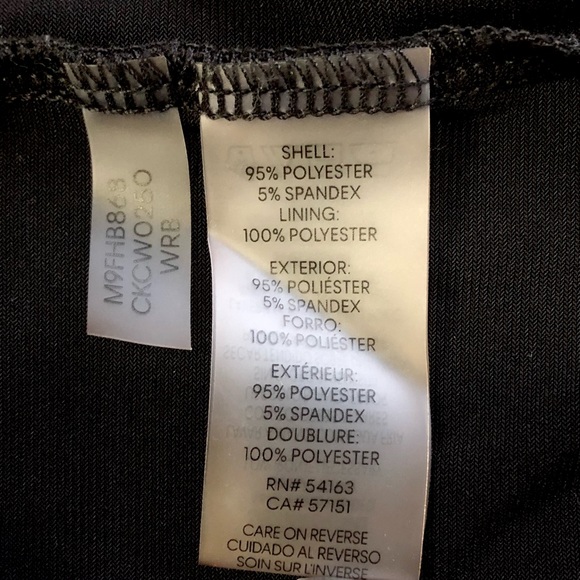 M9FHB868
CKCW0250
WRB
SHELL:
95% POLYESTER
5% SPANDEX
LINING:
100% POLYESTER
EXTERIOR:
95% POLIÉSTER
5% SPANDEX
FORRO:
100% POLIÉSTER
EXTÉRIEUR:
95% POLYESTER
5% SPANDEX
DOUBLURE:
100% POLYESTER
RN# 54163
CA# 57151
CARE ON REVERSE
CUIDADO AL REVERSO
SOIN SUR L'INVERSE